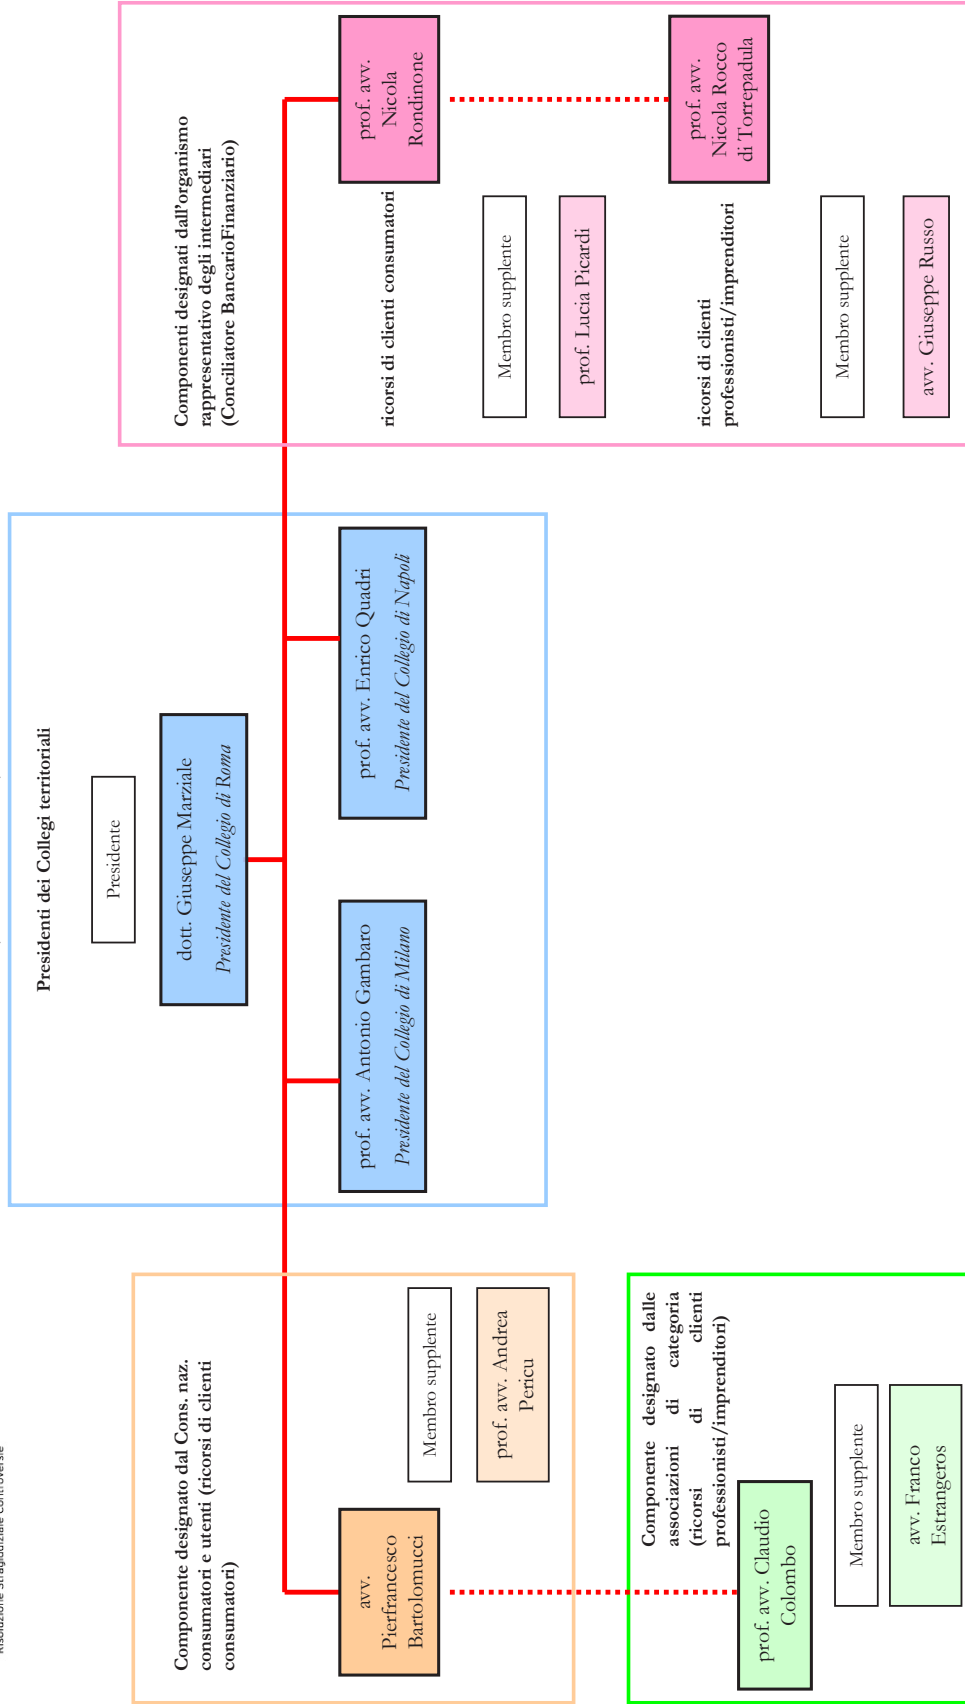 Risoluzione Stragiudiziale Controversie
Presidenti dei Collegi territoriali
Presidente
dott. Giuseppe Marziale
Presidente del Collegio di Roma
prof. avv. Antonio Gambaro
Presidente del Collegio di Milano
prof. avv. Enrico Quadri
Presidente del Collegio di Napoli
Componente designato dal Cons. naz.
consumatori e utenti (ricorsi di clienti
consumatori)
avv.
Pierfrancesco
Bartolomucci
Membro supplente
prof. avv. Andrea
Pericu
Componente designato dalle
associazioni di categoria
(ricorsi di clienti
professionisti/imprenditori)
prof. avv. Claudio
Colombo
Membro supplente
avv. Franco
Estrangeros
Componenti designati dall'organismo
rappresentativo degli intermediari
(Conciliatore BancarioFinanziario)
prof. avv.
Nicola
Rondinone
ricorsi di clienti consumatori
Membro supplente
prof. Lucia Picardi
prof. avv.
Nicola Rocco
di Torrepadula
ricorsi di clienti
professionisti/imprenditori
Membro supplente
avv. Giuseppe Russo